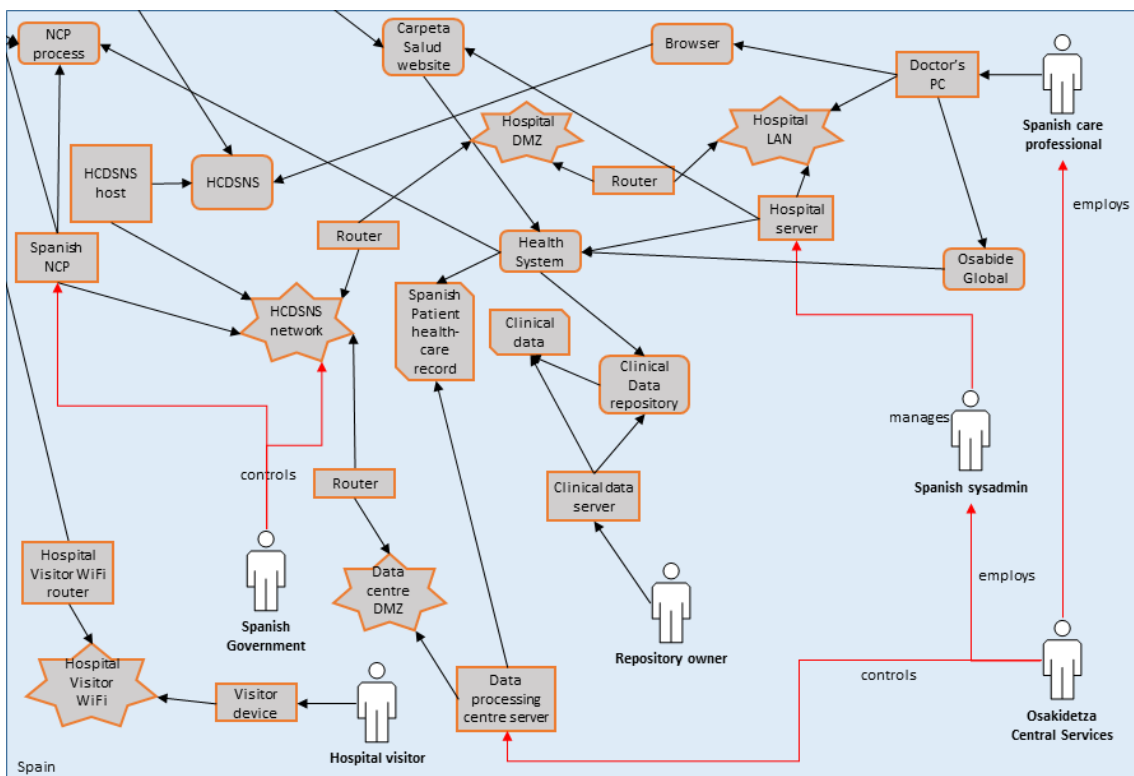 NCP
process
Carpeta
Salud
website
Browser
Doctor's
PC
Spanish care
professional
Hospital
DMZ
Hospital
LAN
HCDSNS
host
HCDSNS
Router
employs
Spanish
NCP
Router
Health
System
Hospital
server
Osabide
Global
HCDSNS
network
Spanish
Patient
health-
care
record
Clinical
data
Clinical
Data
repository
manages
controls
Router
Clinical data
server
Spanish sysadmin
Hospital
Visitor WiFi
router
Spanish
Government
Data
centre
DMZ
employs
Repository owner
Hospital
Visitor
WiFi
Visitor
device
Hospital visitor
Data
processing
centre server
controls
Osakidetza
Central Services
Spain